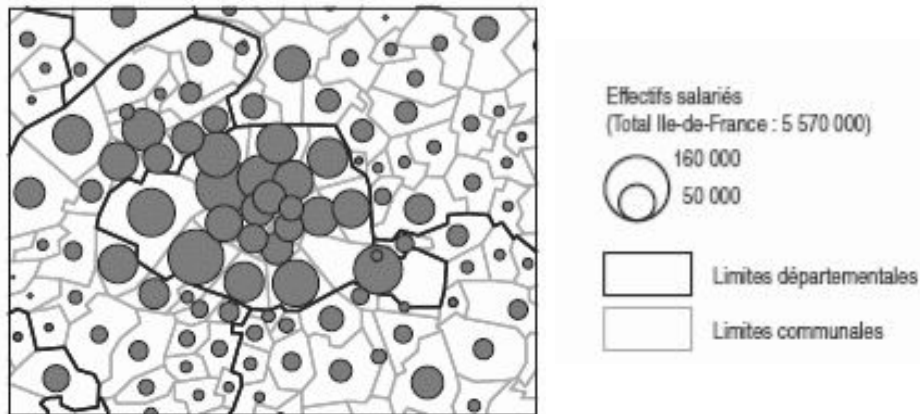 Effectifs salariés
(Total Ile-de-France : 5 570 000)
160 000
50 000
Limites départementales
Limites communales